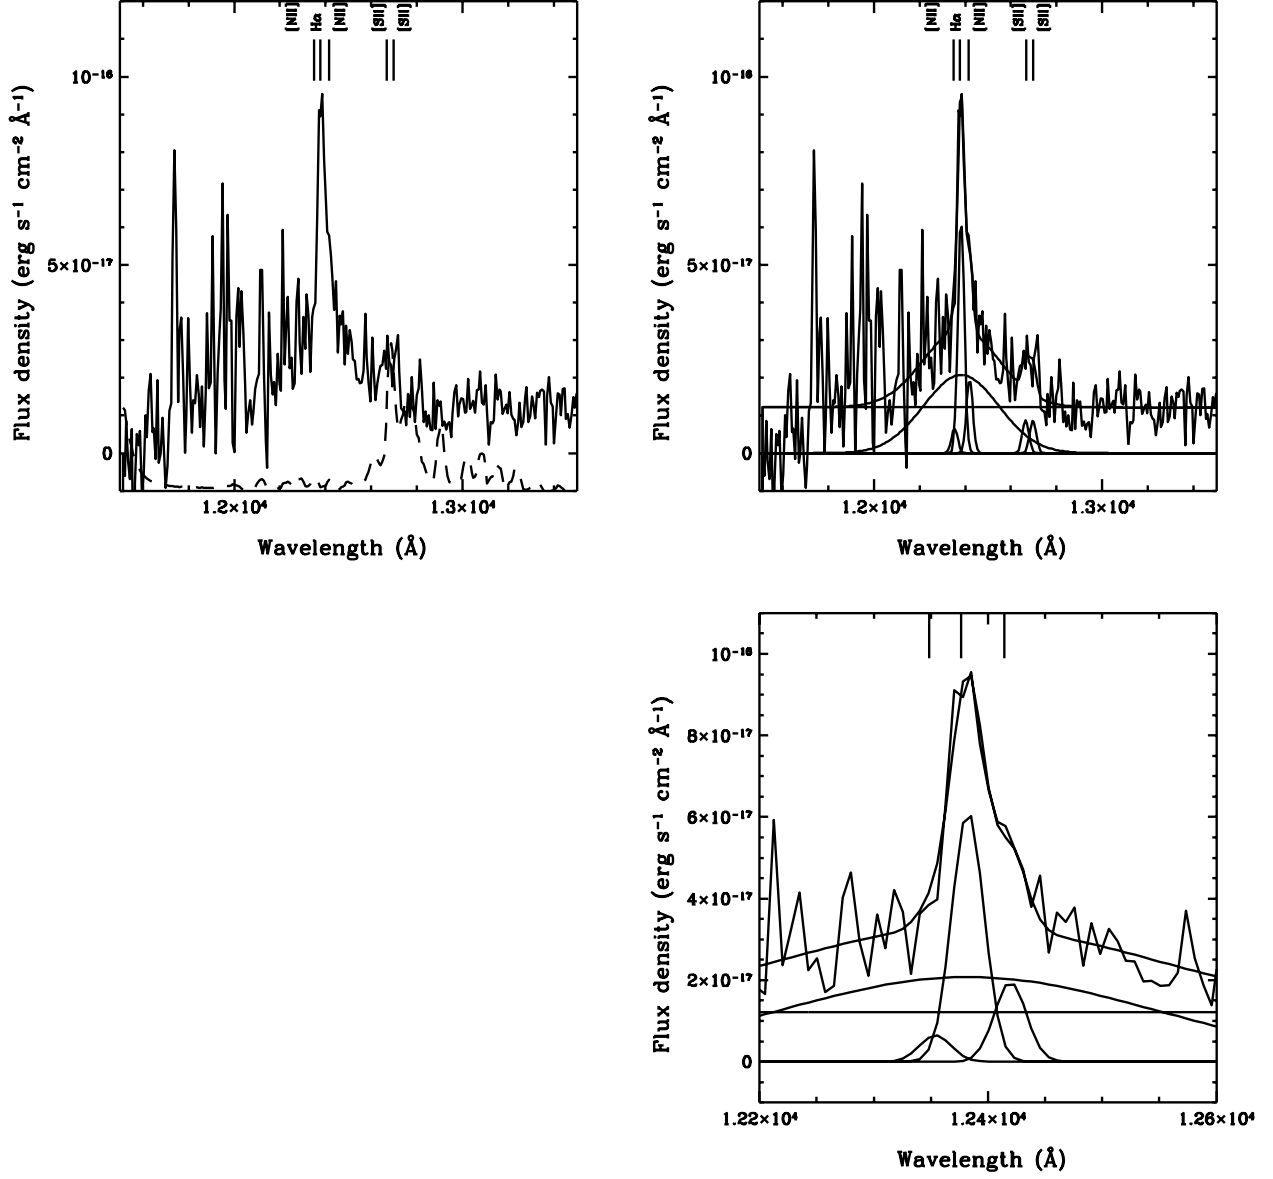 [NII] Hα [NII] [SII] [SII]
10⁻¹⁶
5×10⁻¹⁷
0
Flux density (erg s⁻¹ cm⁻² Å⁻¹)
1.2×10⁴ 1.3×10⁴
Wavelength (Å)
[NII] Hα [NII] [SII] [SII]
10⁻¹⁶
5×10⁻¹⁷
0
Flux density (erg s⁻¹ cm⁻² Å⁻¹)
1.2×10⁴ 1.3×10⁴
Wavelength (Å)
10⁻¹⁶
8×10⁻¹⁷
6×10⁻¹⁷
4×10⁻¹⁷
2×10⁻¹⁷
0
Flux density (erg s⁻¹ cm⁻² Å⁻¹)
1.22×10⁴ 1.24×10⁴ 1.26×10⁴
Wavelength (Å)